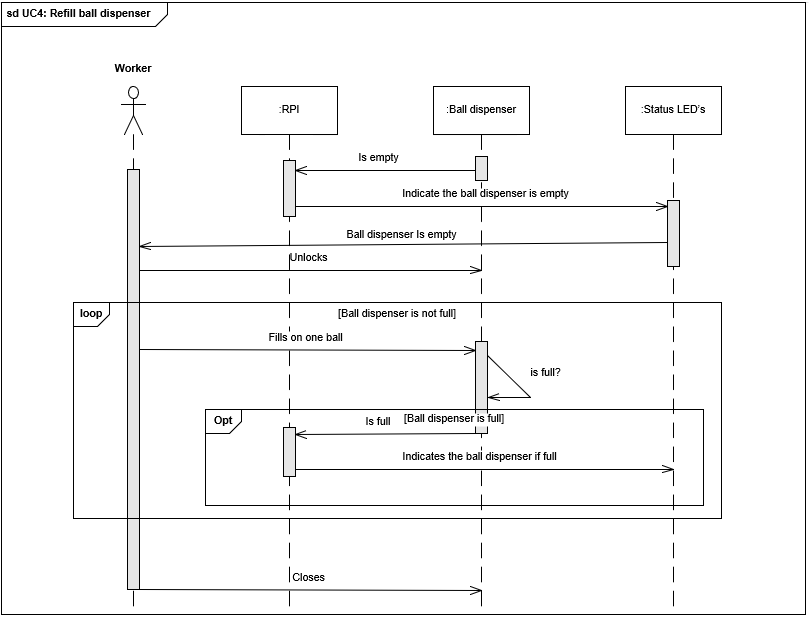 sd UC4: Refill ball dispenser
Worker
:RPI
:Ball dispenser
:Status LED's
Is empty
Indicate the ball dispenser is empty
Ball dispenser Is empty
Unlocks
loop
[Ball dispenser is not full]
Fills on one ball
is full?
Opt
[Ball dispenser is full]
Is full
Indicates the ball dispenser if full
Closes